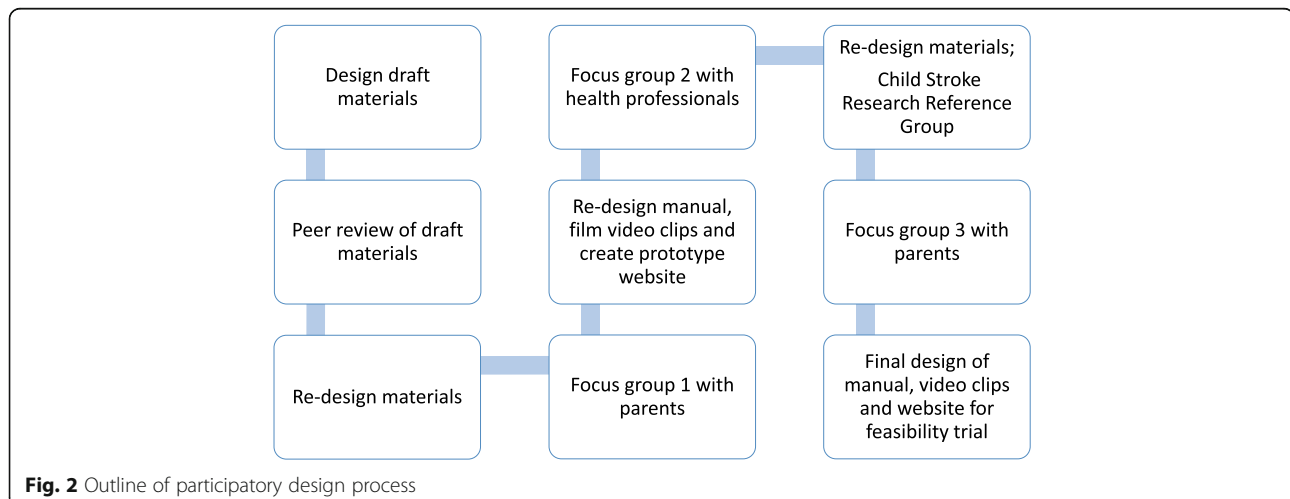 Design draft
materials
Peer review of draft
materials
Re-design materials
Focus group 1 with
parents
Re-design manual,
film video clips and
create prototype
website
Focus group 2 with
health professionals
Re-design materials;
Child Stroke
Research Reference
Group
Focus group 3 with
parents
Final design of
manual, video clips
and website for
feasibility trial
Fig. 2 Outline of participatory design process